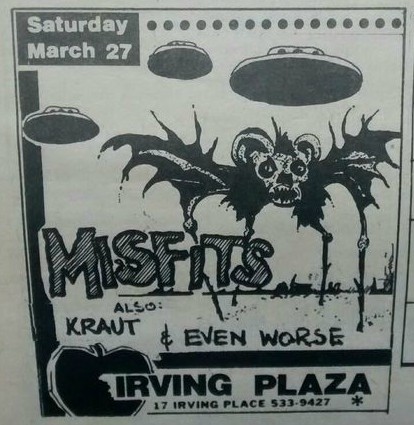 Saturday
March 27
MISFITS
ALSO:
KRAUT & EVEN WORSE
IRVING PLAZA
17 IRVING PLACE 533-9427 *